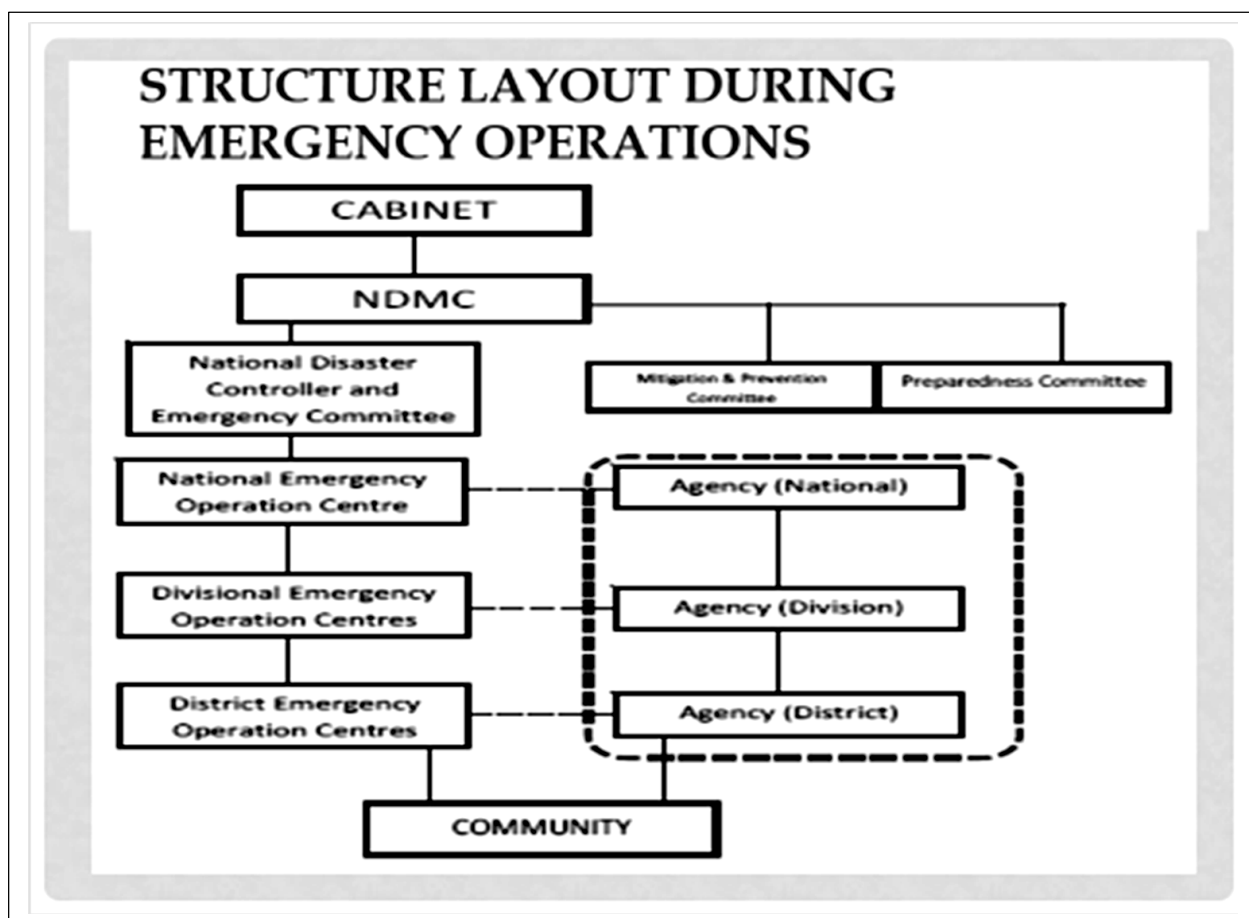 STRUCTURE LAYOUT DURING
EMERGENCY OPERATIONS
CABINET
NDMC
National Disaster
Controller and
Emergency Committee
Mitigation & Prevention
Committee
Preparedness Committee
National Emergency
Operation Centre
Agency (National)
Divisional Emergency
Operation Centres
Agency (Division)
District Emergency
Operation Centres
Agency (District)
COMMUNITY